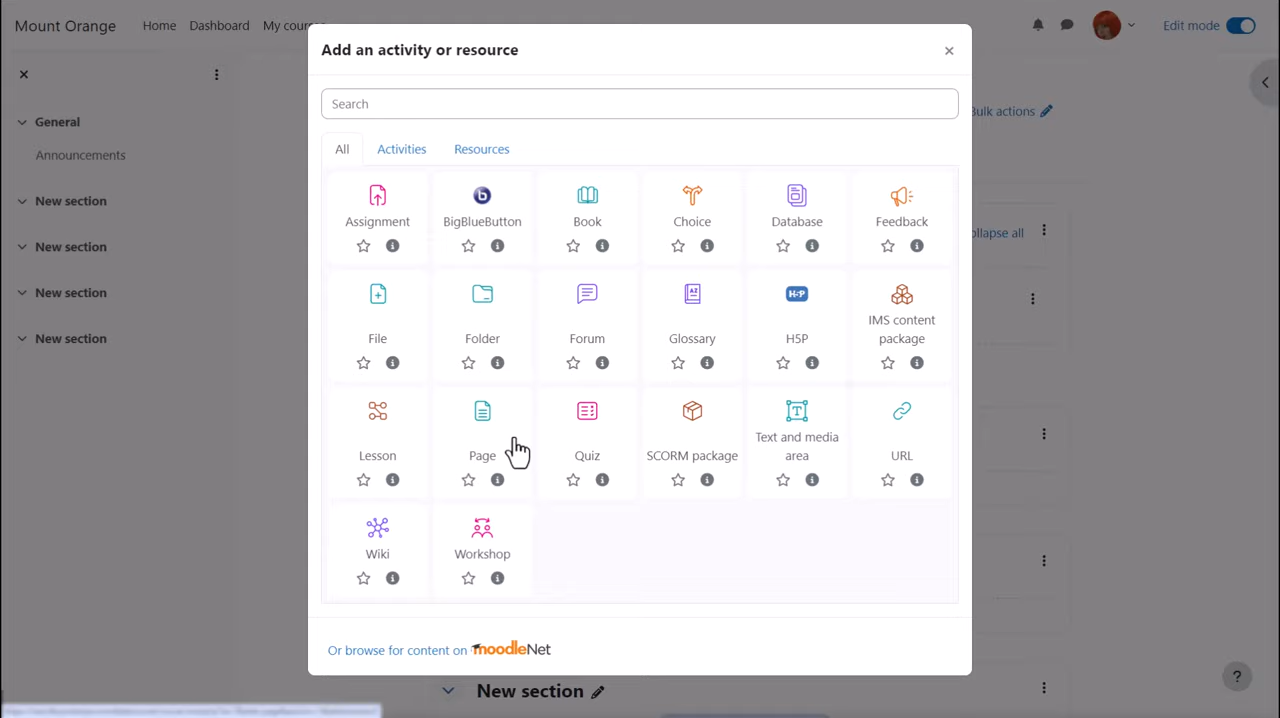 Mount Orange
Home
Dashboard
My cours
Edit mode
Add an activity or resource
Search
All
Activities
Resources
General
Announcements
New section
New section
New section
New section
Bulk actions
ollapse all
Assignment
BigBlueButton
Book
Choice
Database
Feedback
File
Folder
Forum
Glossary
H5P
H5P
IMS content
package
Lesson
Page
Quiz
SCORM package
Text and media
area
URL
Wiki
Workshop
Or browse for content on moodleNet
New section
?